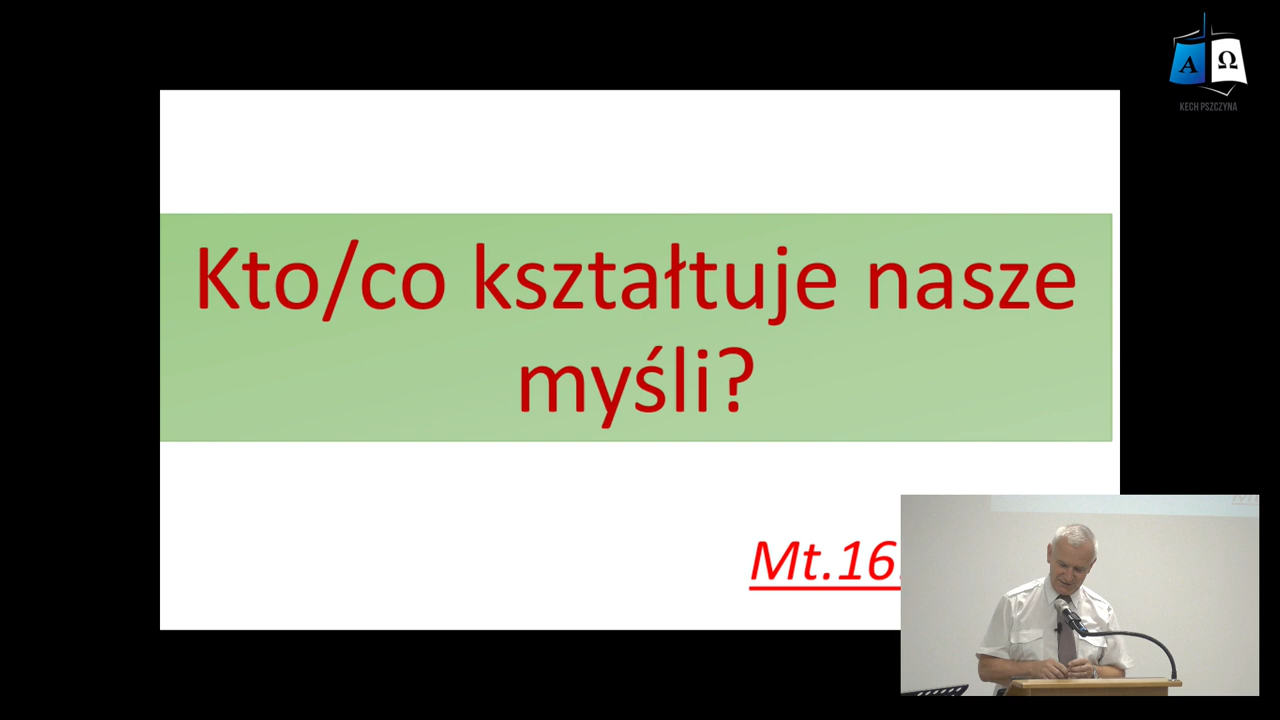 A Ω
KECH PSZCZYNA
Kto/co kształtuje nasze
myśli?
Mt.16